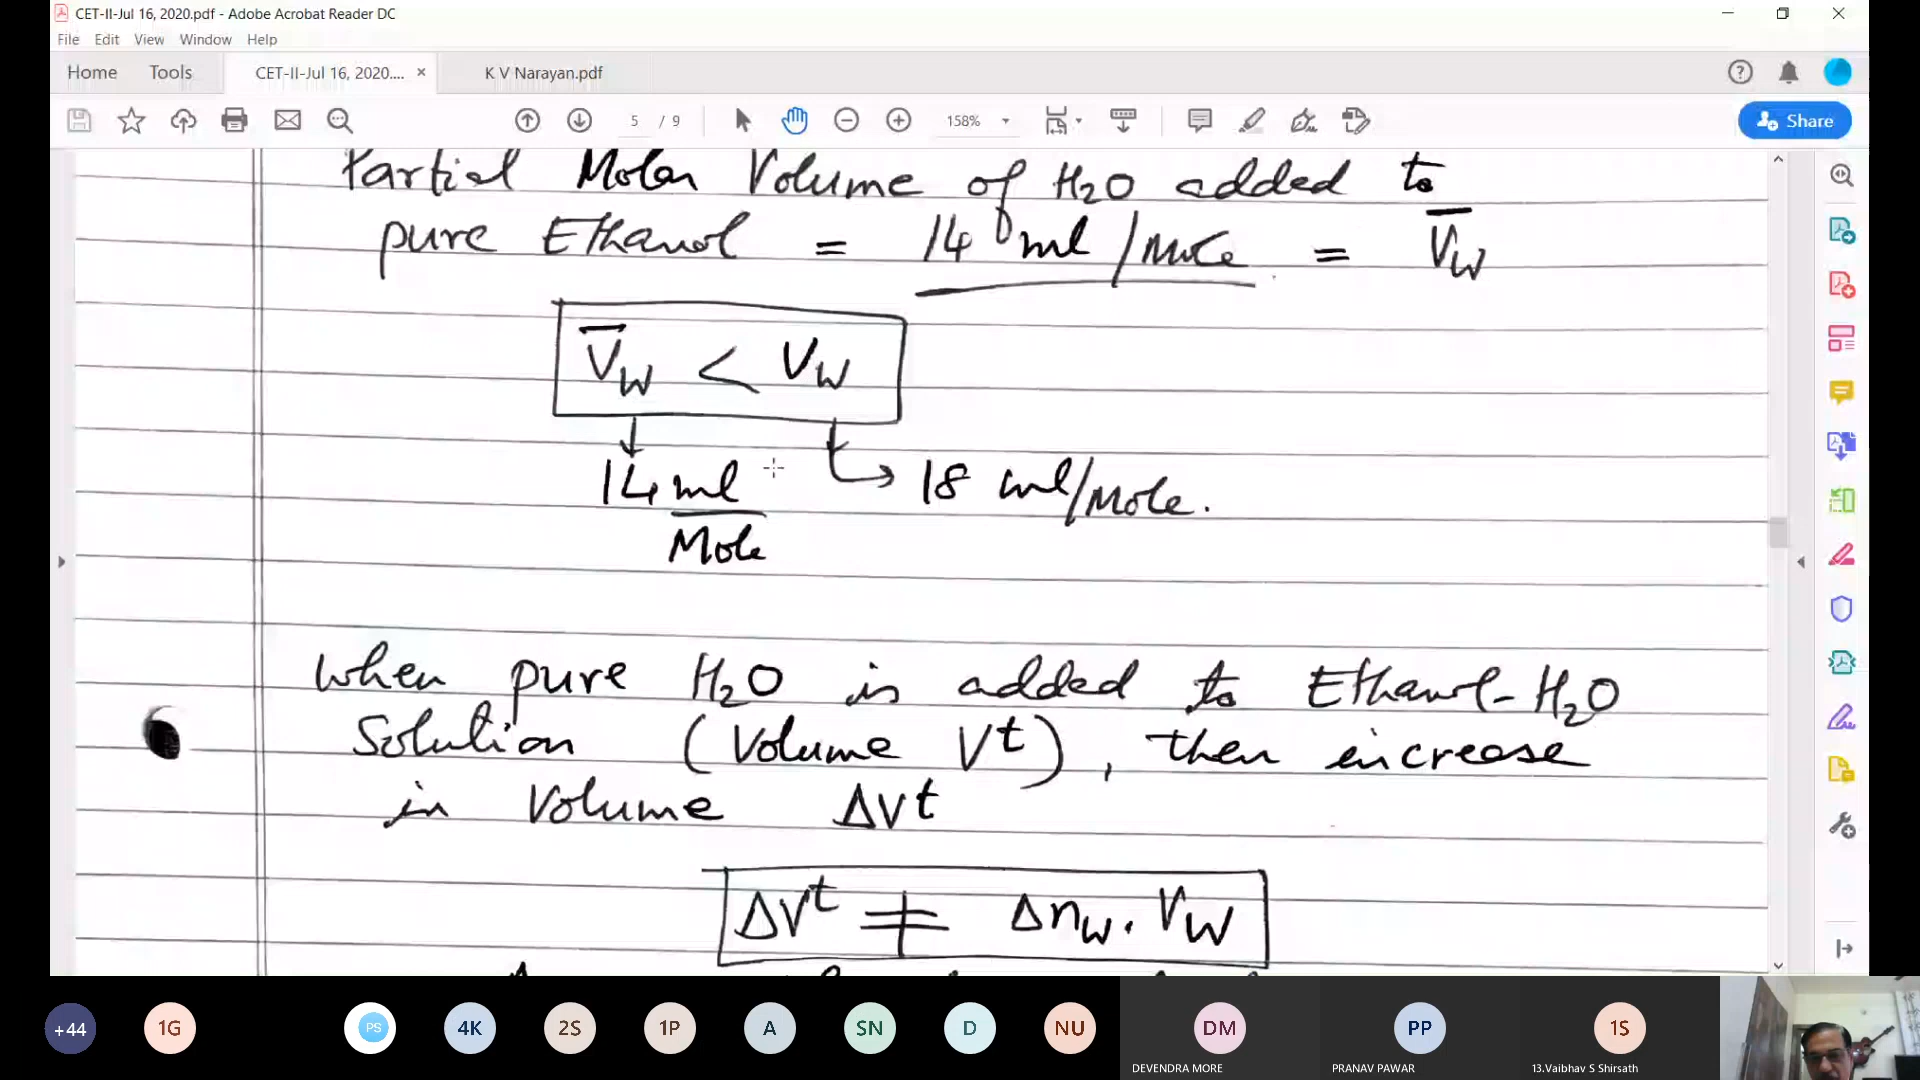 CET-II-Jul 16, 2020.pdf - Adobe Acrobat Reader DC
File Edit View Window Help
Home Tools CET-II-Jul 16, 2020.... × K V Narayan.pdf
5 / 9 158% Share
Partial Molar Volume of H2O added to
pure Ethanol = 14 ml/Mole = V̅w
V̅w < Vw
14 ml/Mole 18 ml/Mole.
When pure H2O is added to Ethanol-H2O
Solution (Volume Vᵗ), then increase
in Volume ΔVᵗ
ΔVᵗ ≠ Δnw. Vw
+44 1G PS 4K 2S 1P A SN D NU DM PP 1S
DEVENDRA MORE PRANAV PAWAR 13.Vaibhav S Shirsath